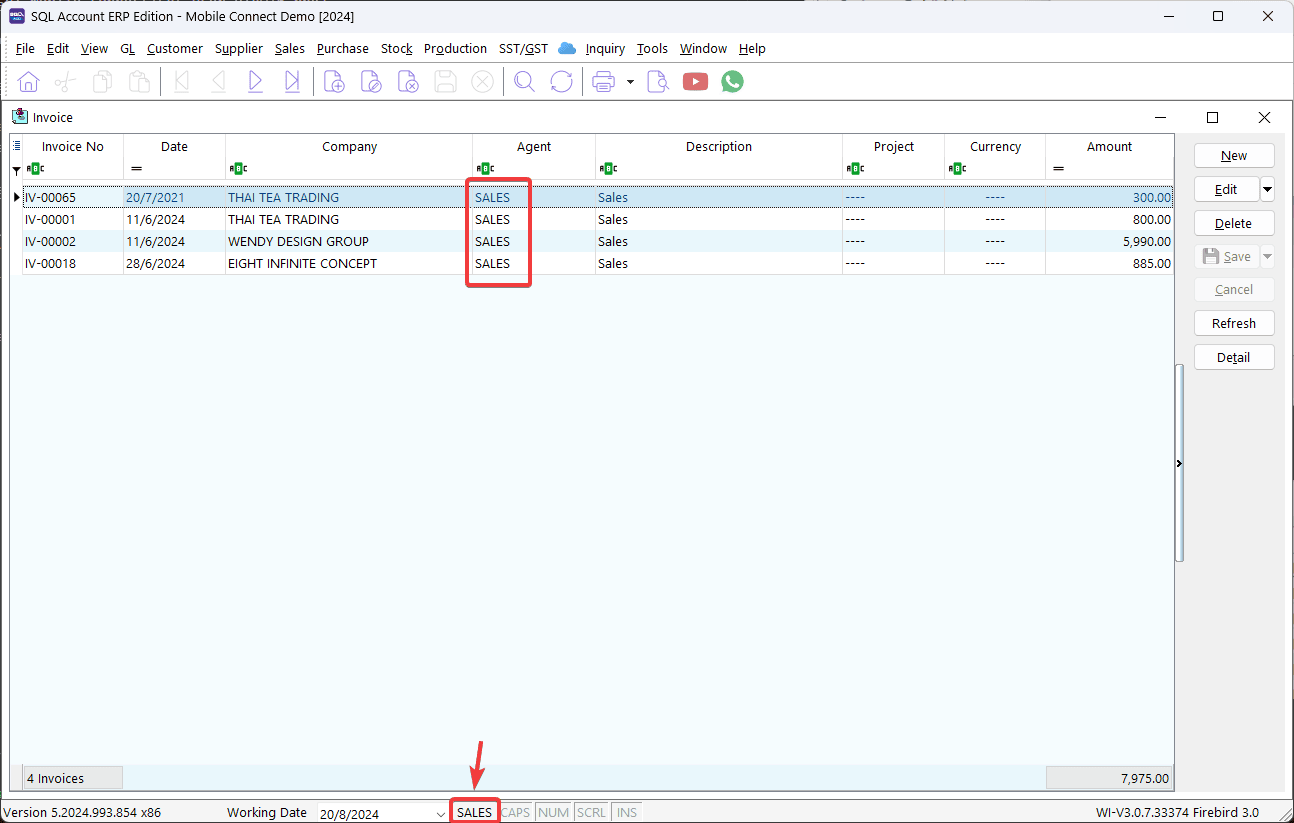 SQL Account ERP Edition - Mobile Connect Demo [2024]
File Edit View GL Customer Supplier Sales Purchase Stock Production SST/GST Inquiry Tools Window Help
Invoice
Invoice No Date Company Agent Description Project Currency Amount
ABC = ABC ABC ABC ABC ABC =
IV-00065 20/7/2021 THAI TEA TRADING SALES Sales ---- ---- 300.00
IV-00001 11/6/2024 THAI TEA TRADING SALES Sales ---- ---- 800.00
IV-00002 11/6/2024 WENDY DESIGN GROUP SALES Sales ---- ---- 5,990.00
IV-00018 28/6/2024 EIGHT INFINITE CONCEPT SALES Sales ---- ---- 885.00
New
Edit
Delete
Save
Cancel
Refresh
Detail
4 Invoices 7,975.00
Version 5.2024.993.854 x86 Working Date 20/8/2024 SALES CAPS NUM SCRL INS WI-V3.0.7.33374 Firebird 3.0